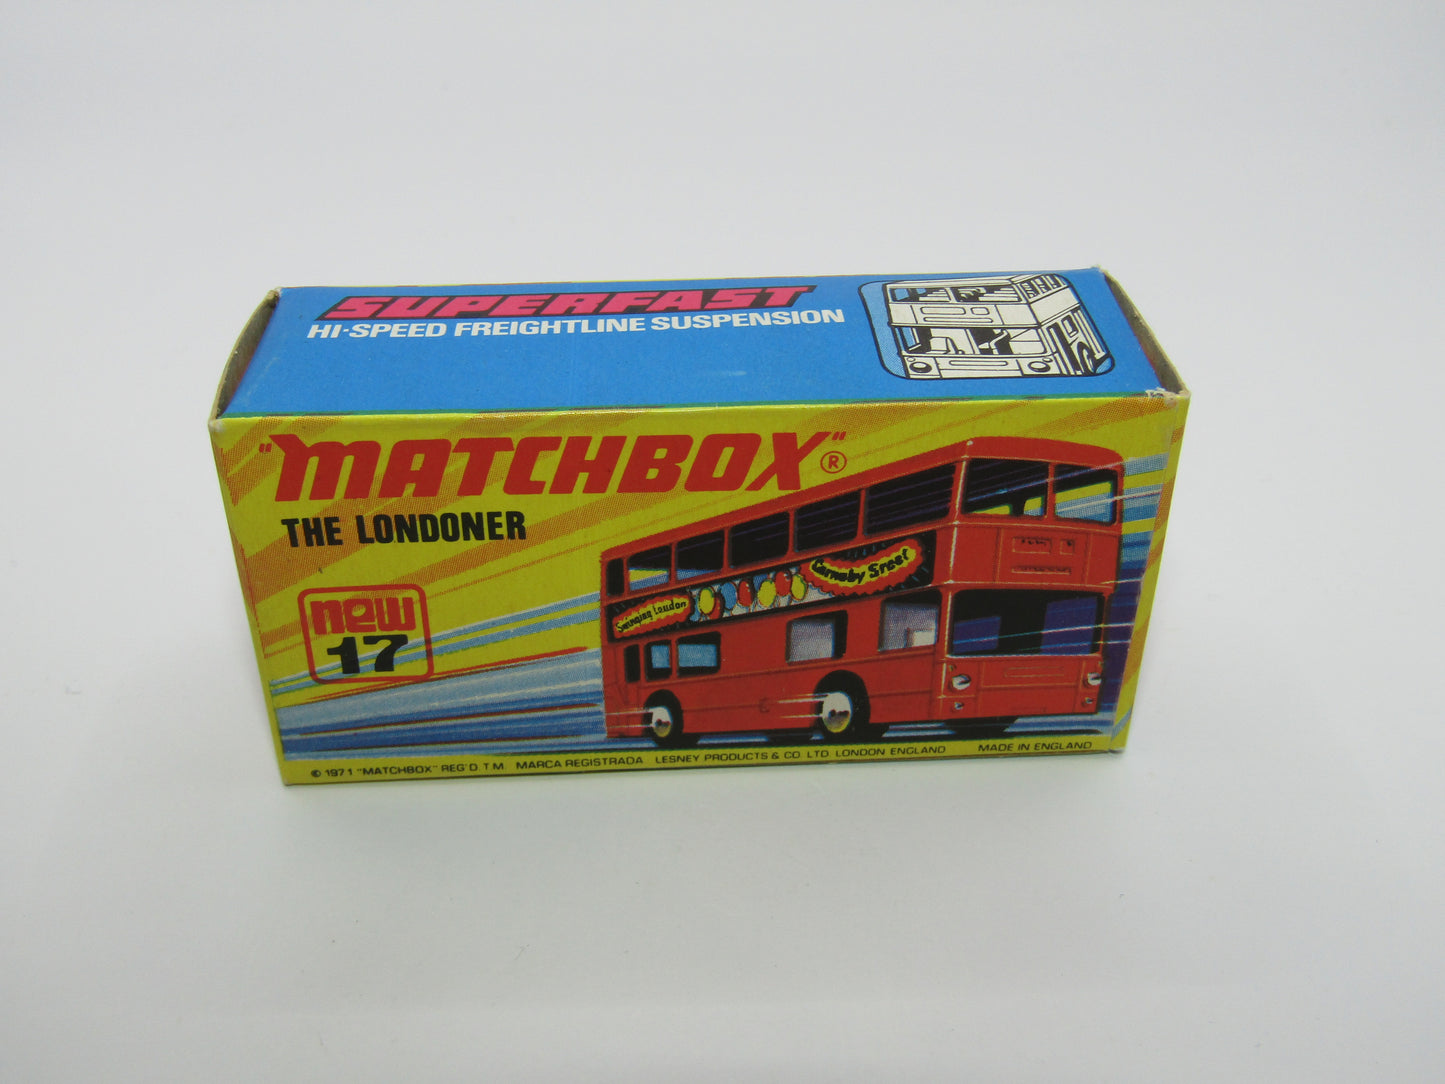 SUPERFAST
HI-SPEED FREIGHTLINE SUSPENSION
"MATCHBOX"®
THE LONDONER
new
17
Swinging London
Carnaby Sreet
© 1971 "MATCHBOX" REG'D. T.M. MARCA REGISTRADA LESNEY PRODUCTS & CO. LTD. LONDON ENGLAND MADE IN ENGLAND